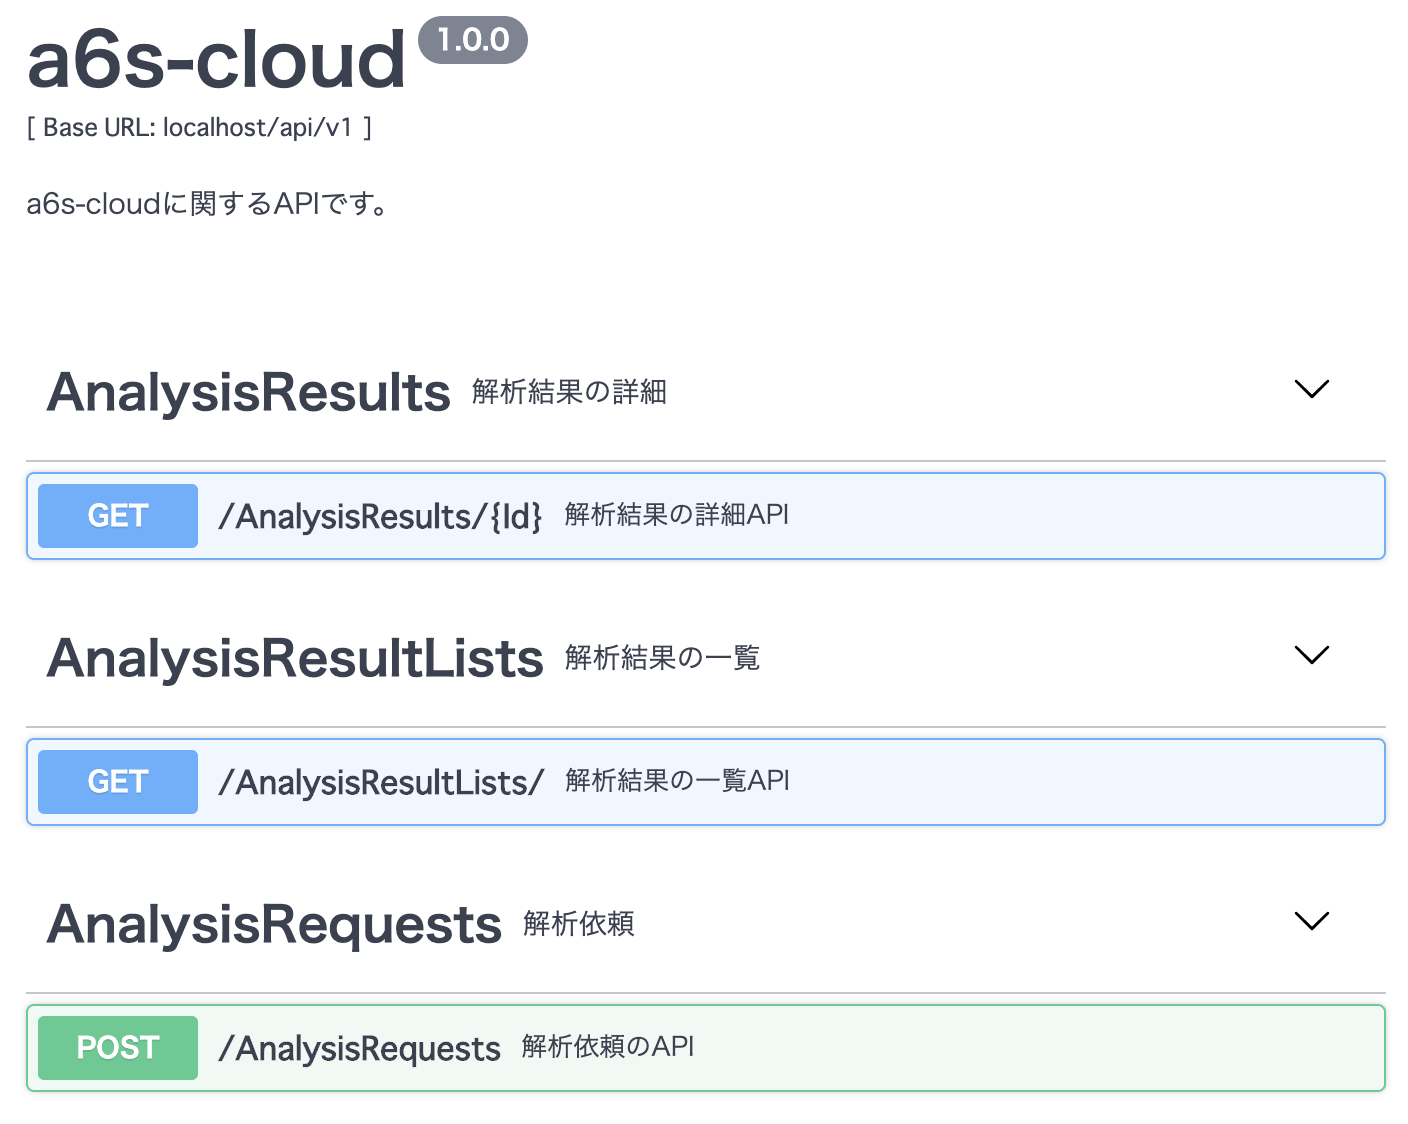 a6s-cloud 1.0.0
[ Base URL: localhost/api/v1 ]
a6s-cloudに関するAPIです。
AnalysisResults 解析結果の詳細
GET /AnalysisResults/{Id} 解析結果の詳細API
AnalysisResultLists 解析結果の一覧
GET /AnalysisResultLists/ 解析結果の一覧API
AnalysisRequests 解析依頼
POST /AnalysisRequests 解析依頼のAPI